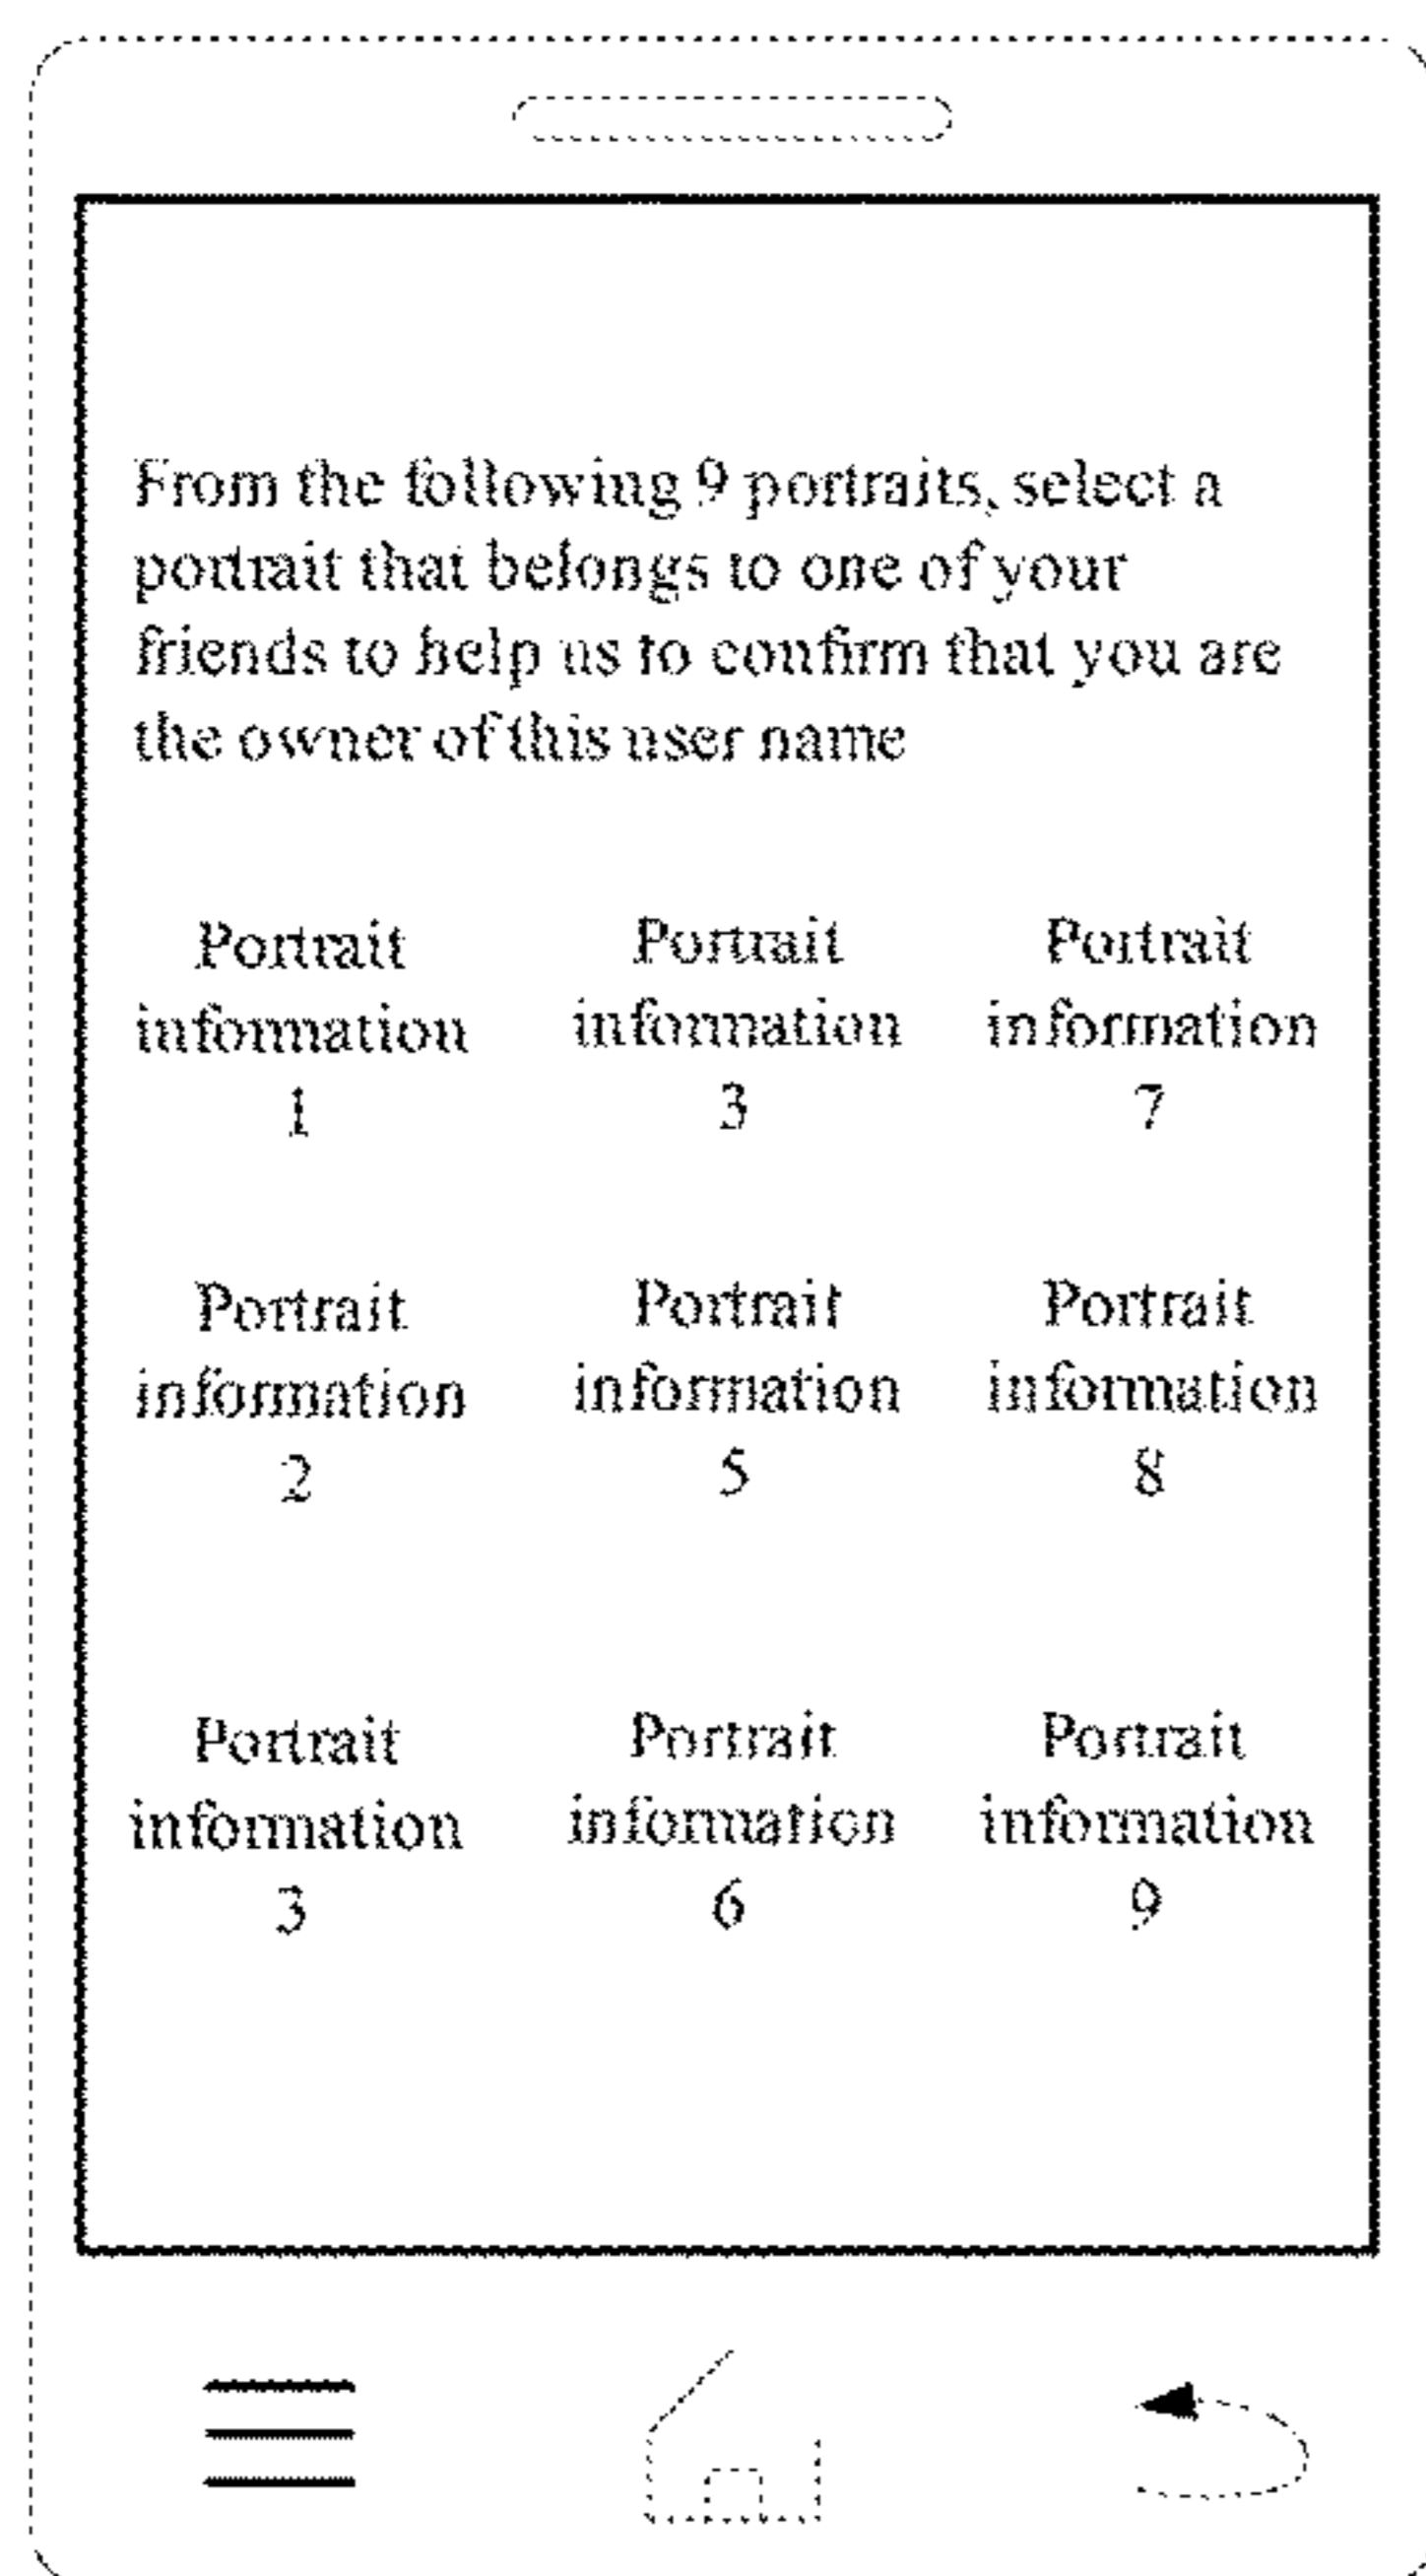 From the following 9 portraits, select a
portrait that belongs to one of your
friends to help us to confirm that you are
the owner of this user name
Portrait
information
1
Portrait
information
3
Portrait
information
7
Portrait
information
2
Portrait
information
5
Portrait
information
8
Portrait
information
3
Portrait
information
6
Portrait
information
9